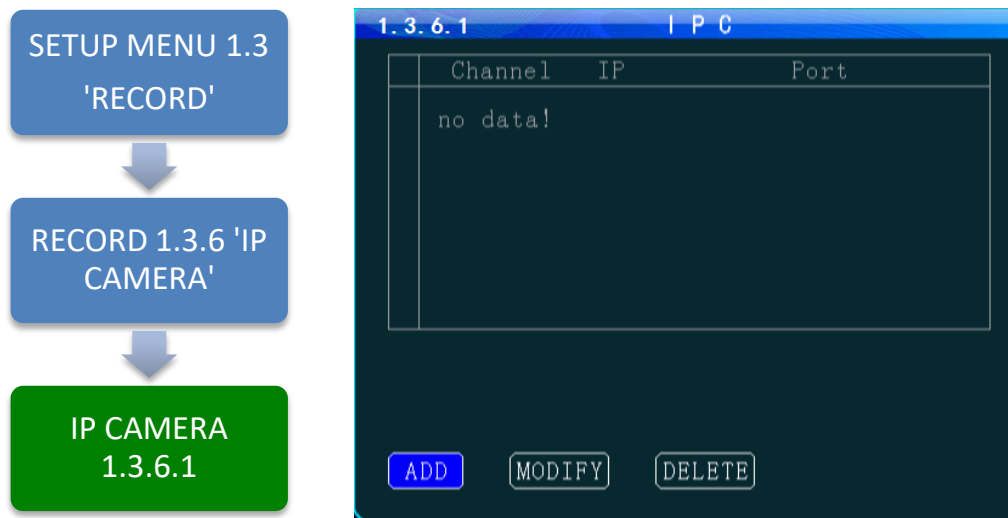 SETUP MENU 1.3
'RECORD'
RECORD 1.3.6 'IP
CAMERA'
IP CAMERA
1.3.6.1
1.3.6.1 IPC
Channel IP Port
no data!
ADD MODIFY DELETE